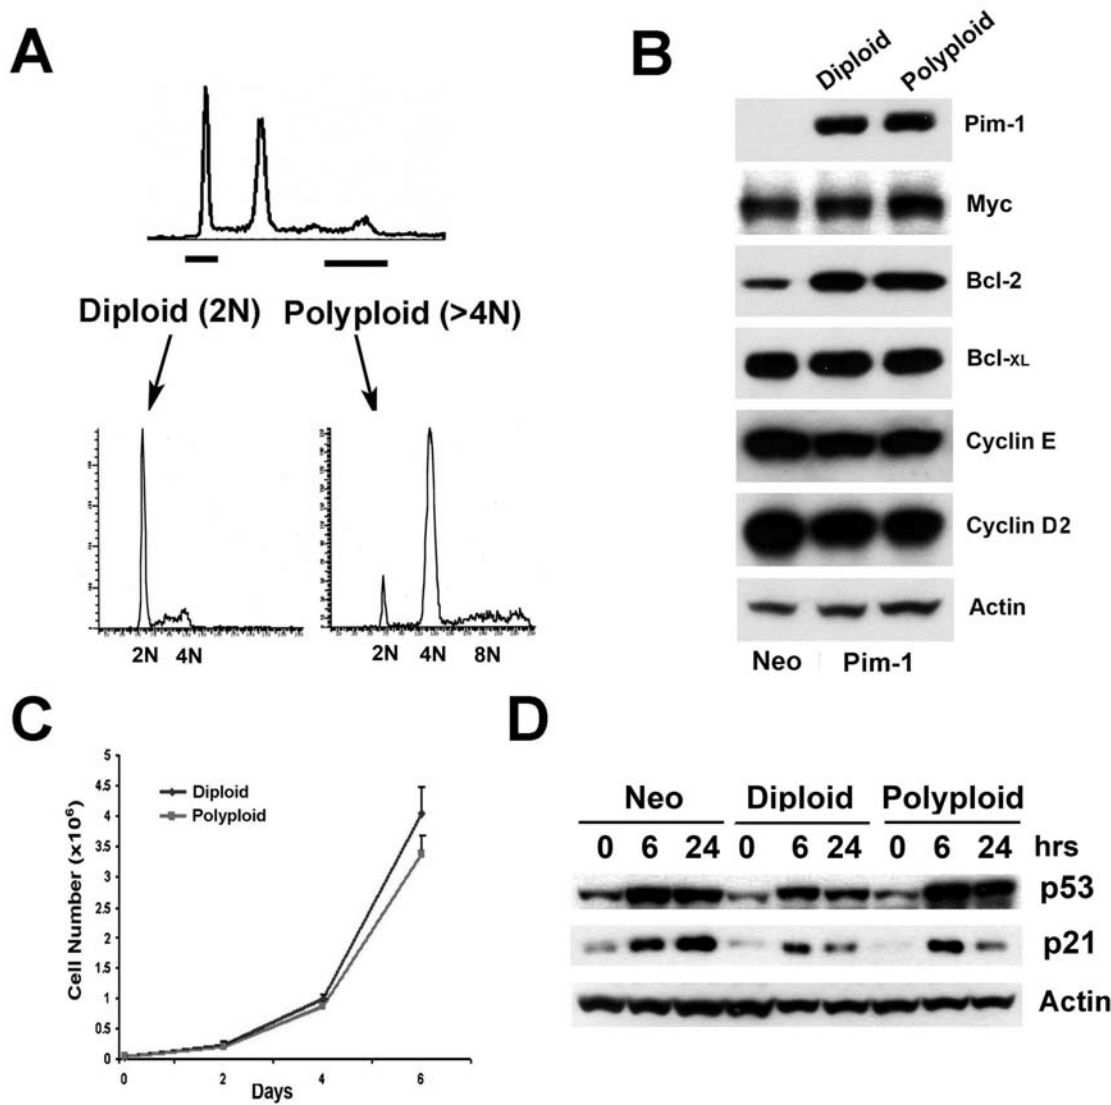 A
Diploid (2N) Polyploid (>4N)
2N 4N
2N 4N 8N
B
Diploid Polyploid
Pim-1
Myc
Bcl-2
Bcl-XL
Cyclin E
Cyclin D2
Actin
Neo Pim-1
C
Cell Number (x10⁶)
5
4.5
4
3.5
3
2.5
2
1.5
1
0.5
0
Diploid
Polyploid
0 2 4 6
Days
D
Neo Diploid Polyploid
0 6 24 0 6 24 0 6 24 hrs
p53
p21
Actin